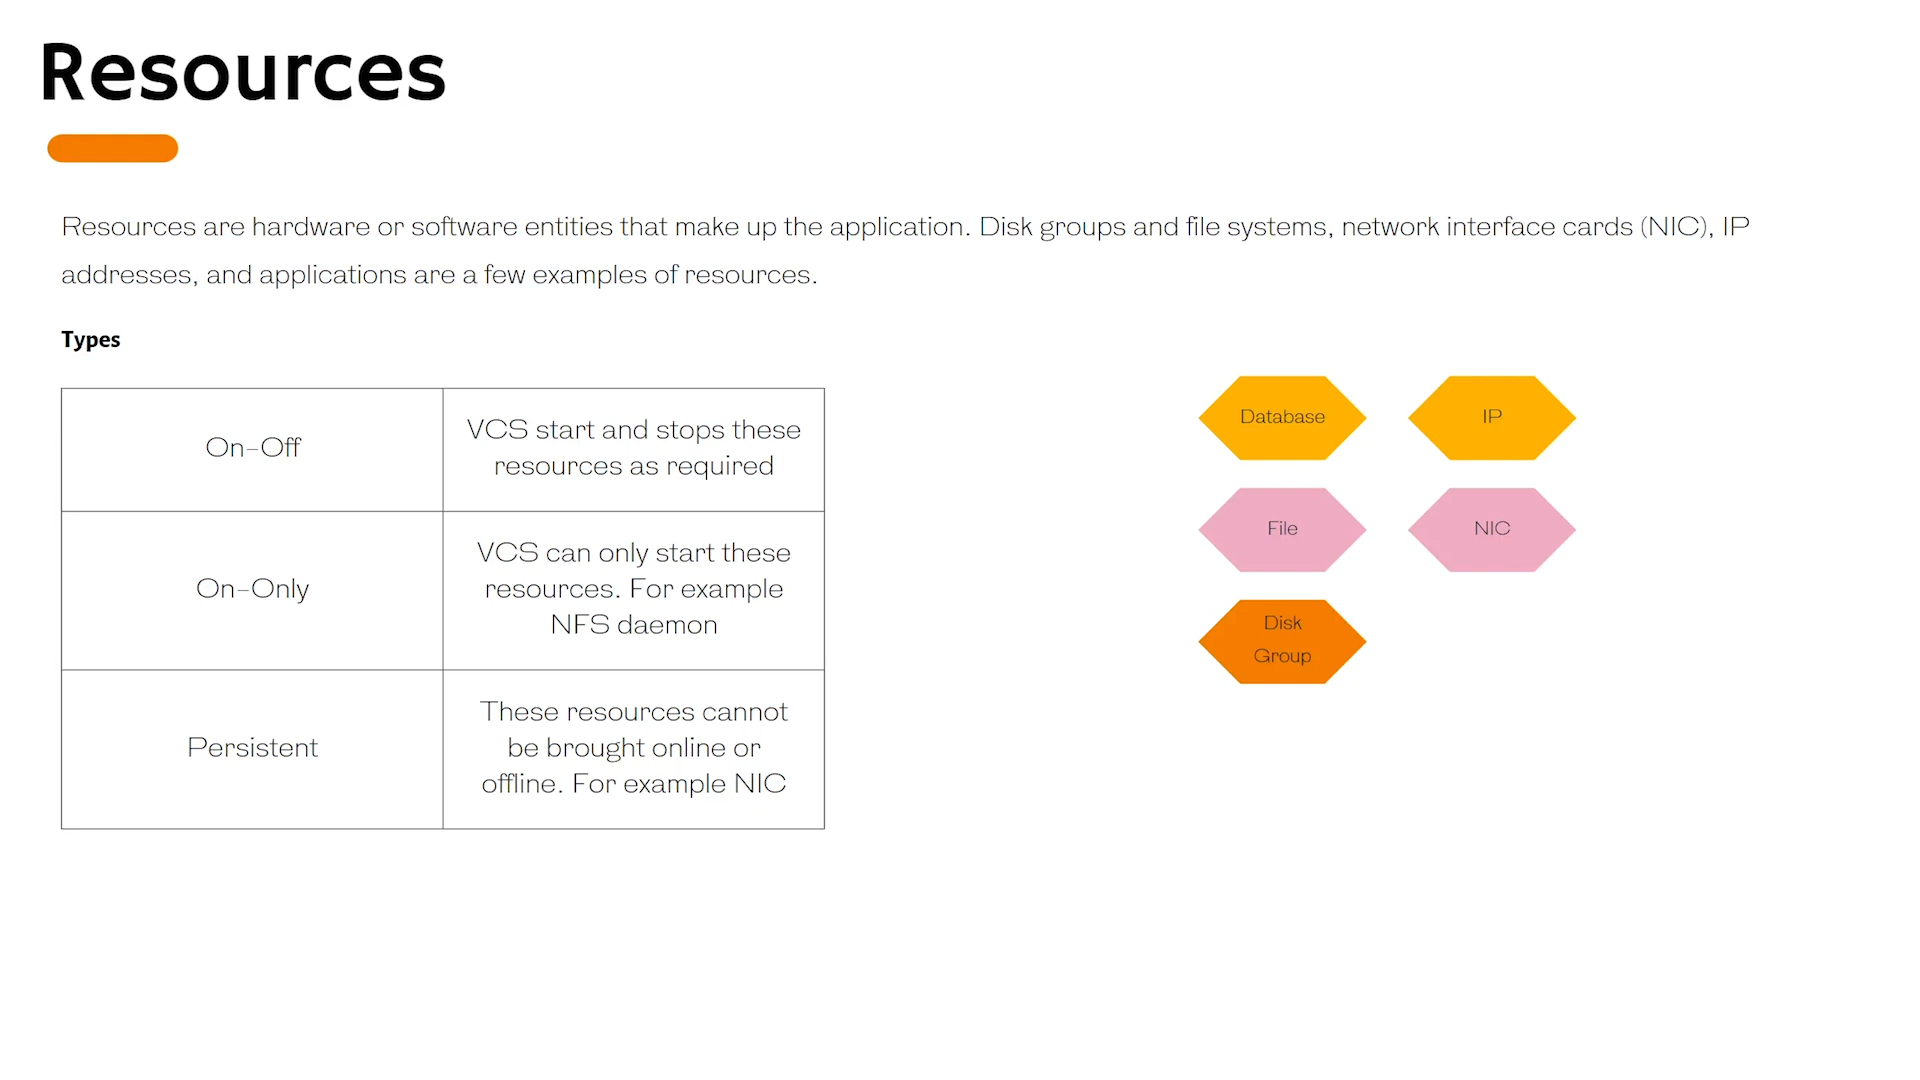 Resources
Resources are hardware or software entities that make up the application. Disk groups and file systems, network interface cards (NIC), IP
addresses, and applications are a few examples of resources.
Types
On-Off
VCS start and stops these
resources as required
On-Only
VCS can only start these
resources. For example
NFS daemon
Persistent
These resources cannot
be brought online or
offline. For example NIC
Database
IP
File
NIC
Disk
Group